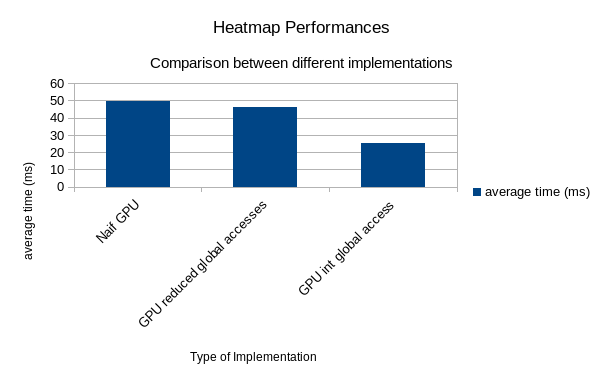 Heatmap Performances
Comparison between different implementations
60
50
40
30
20
10
0
average time (ms)
Naif GPU
GPU reduced global accesses
GPU int global access
average time (ms)
Type of Implementation